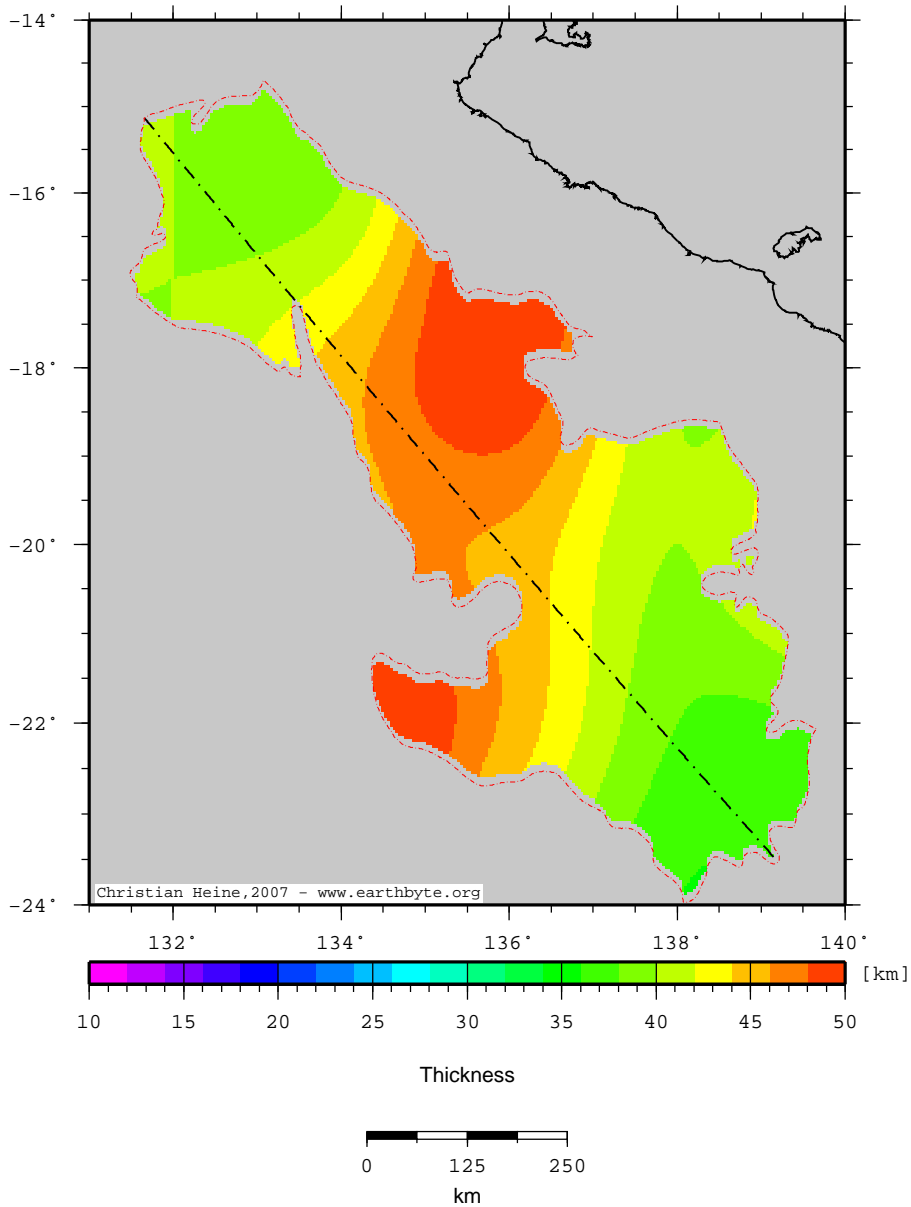 −14˚
−16˚
−18˚
−20˚
−22˚
−24˚
Christian Heine,2007 − www.earthbyte.org
132˚ 134˚ 136˚ 138˚ 140˚
[km]
10 15 20 25 30 35 40 45 50
Thickness
0 125 250
km